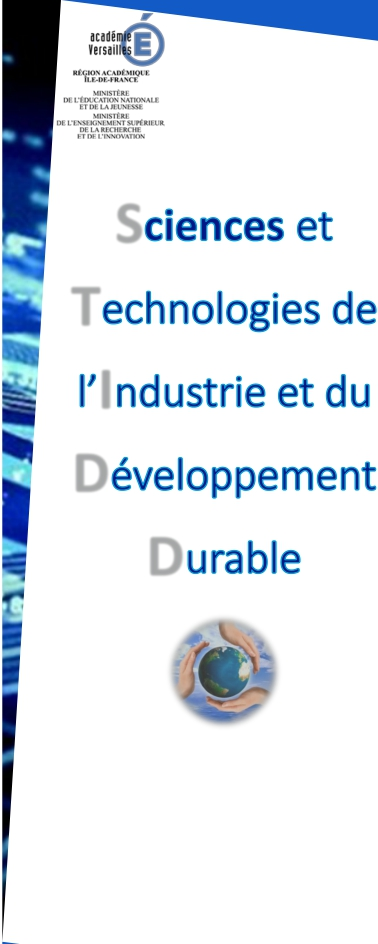 académie
Versailles É
RÉGION ACADÉMIQUE
ÎLE-DE-FRANCE
MINISTÈRE
DE L'ÉDUCATION NATIONALE
ET DE LA JEUNESSE
MINISTÈRE
DE L'ENSEIGNEMENT SUPÉRIEUR
DE LA RECHERCHE
ET DE L'INNOVATION
Sciences et
Technologies de
l'Industrie et du
Développement
Durable